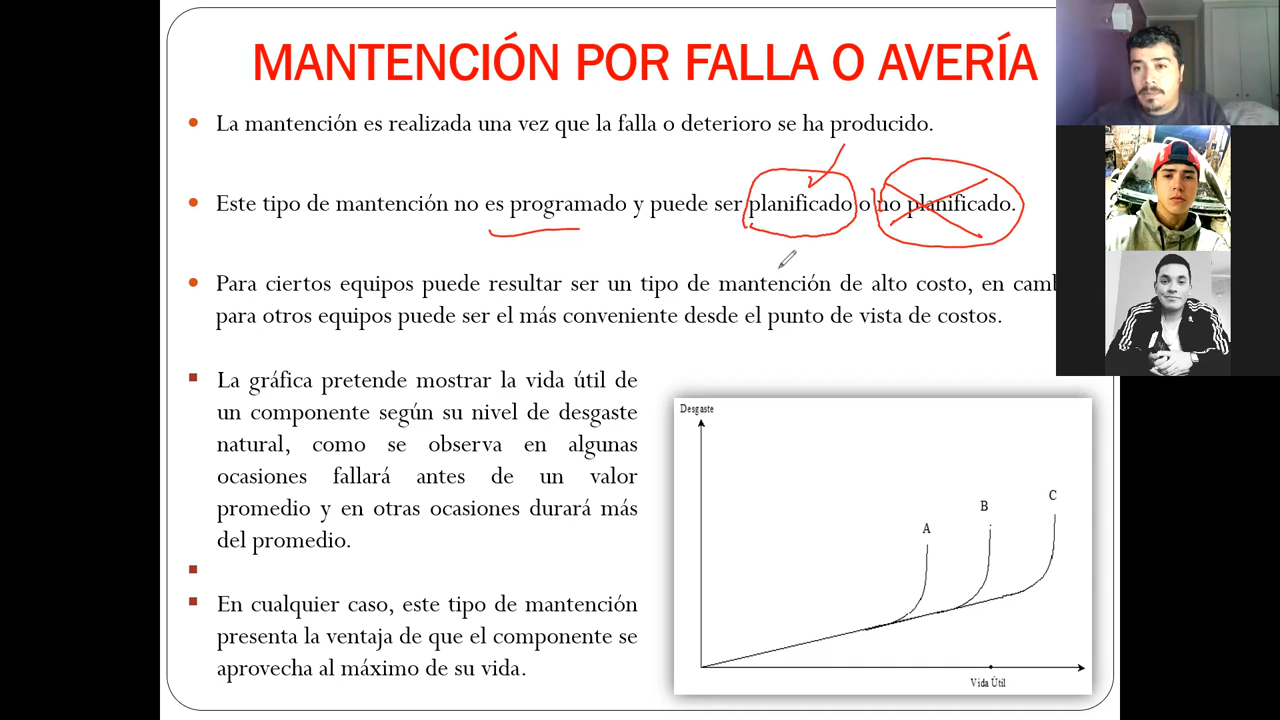 MANTENCIÓN POR FALLA O AVERÍA
• La mantención es realizada una vez que la falla o deterioro se ha producido.
• Este tipo de mantención no es programado y puede ser planificado o no planificado.
• Para ciertos equipos puede resultar ser un tipo de mantención de alto costo, en
para otros equipos puede ser el más conveniente desde el punto de vista de costos.
▪ La gráfica pretende mostrar la vida útil de
un componente según su nivel de desgaste
natural, como se observa en algunas
ocasiones fallará antes de un valor
promedio y en otras ocasiones durará más
del promedio.
▪ En cualquier caso, este tipo de mantención
presenta la ventaja de que el componente se
aprovecha al máximo de su vida.
Desgaste
A
B
C
Vida Útil